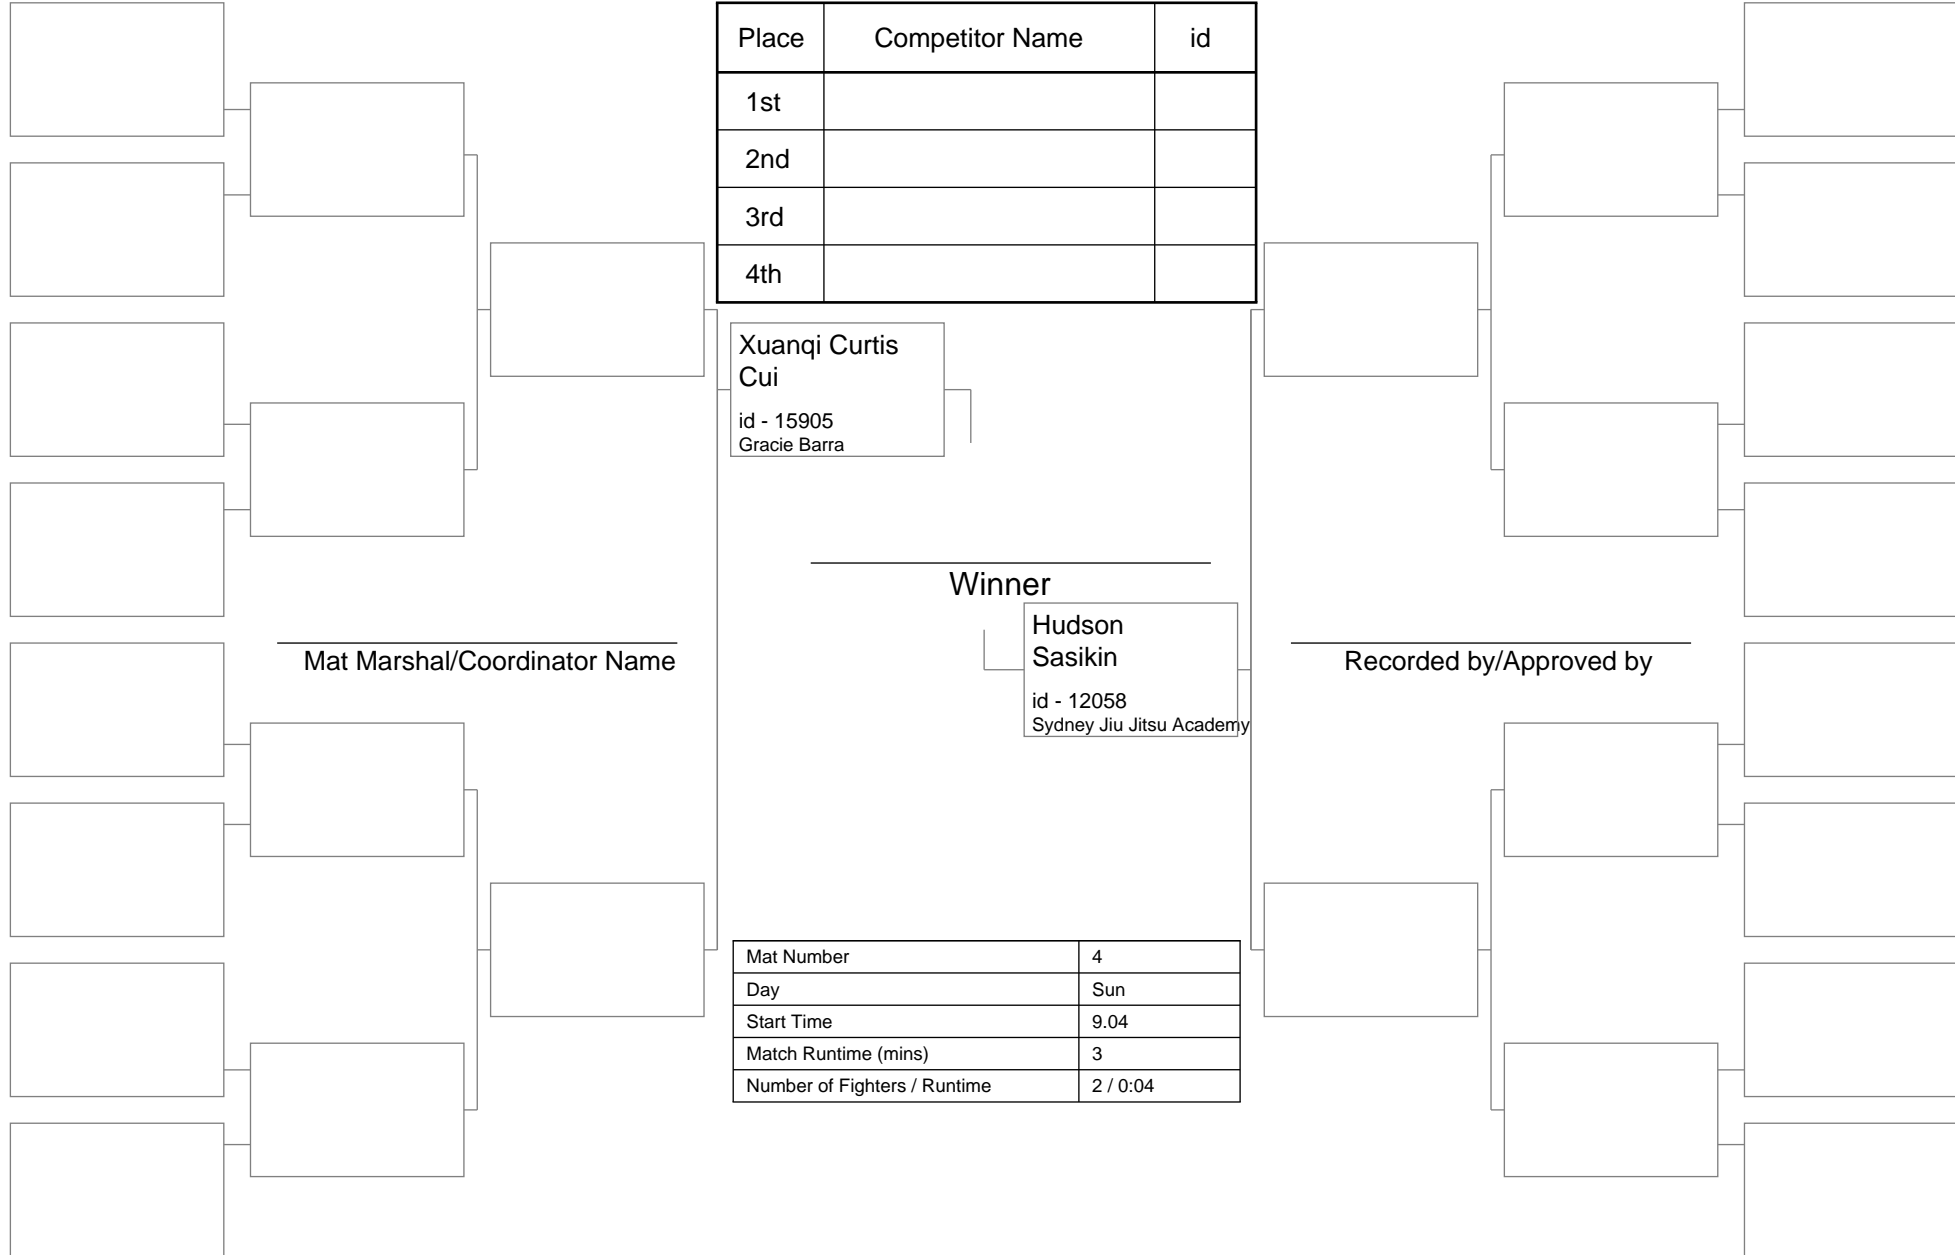 Place Competitor Name id
1st
2nd
3rd
4th
Xuanqi Curtis
Cui
id - 15905
Gracie Barra
Winner
Hudson
Sasikin
id - 12058
Sydney Jiu Jitsu Academy
Mat Marshal/Coordinator Name
Recorded by/Approved by
Mat Number 4
Day Sun
Start Time 9.04
Match Runtime (mins) 3
Number of Fighters / Runtime 2 / 0:04